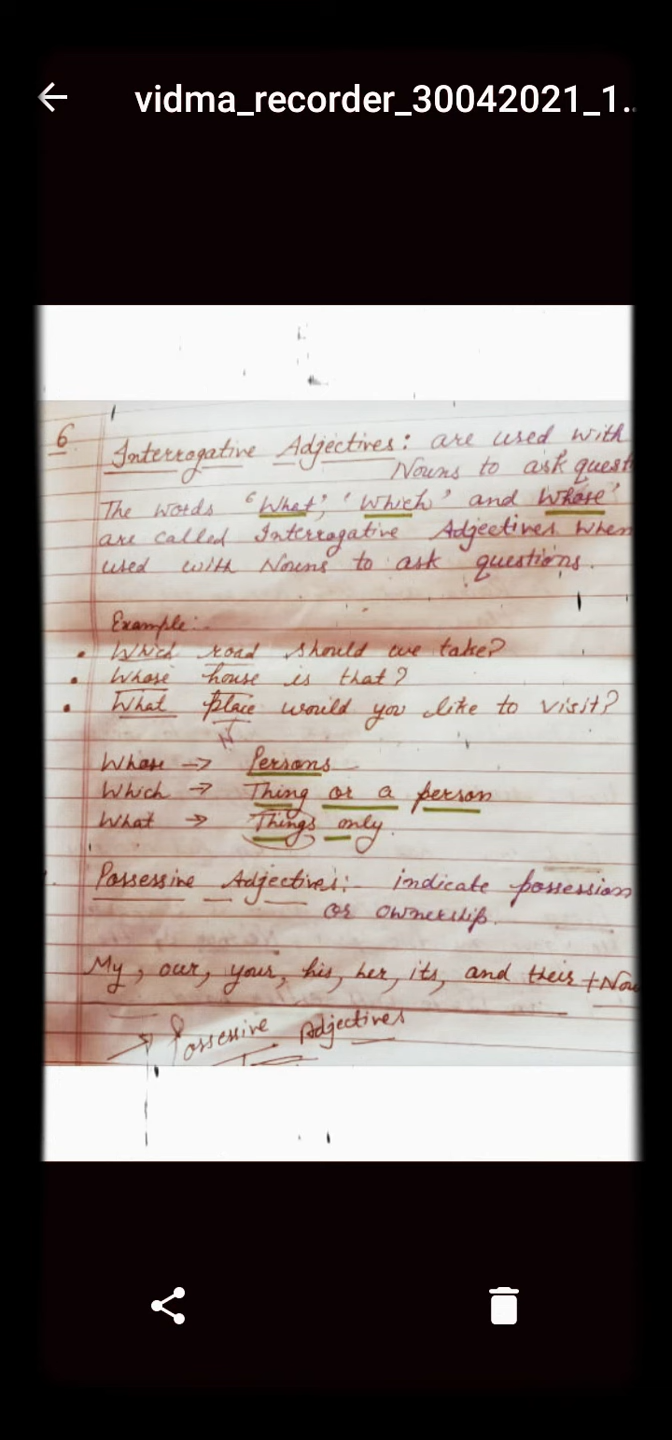 vidma_recorder_30042021_1..
6 Interrogative Adjectives: are used with
Nouns to ask quest
The words 'What', 'Which' and Whose'
are called Interrogative Adjectives when
used with Nouns to ask questions.
Example:-
• Which road should we take?
• Whose house is that?
• What place would you like to visit?
N
Whose → Persons
Which → Thing or a person
What → Things only.
Possessive Adjectives:- indicate possession
or ownership.
My, our, your, his, her, its, and their + Nou
→ Possessive Adjectives